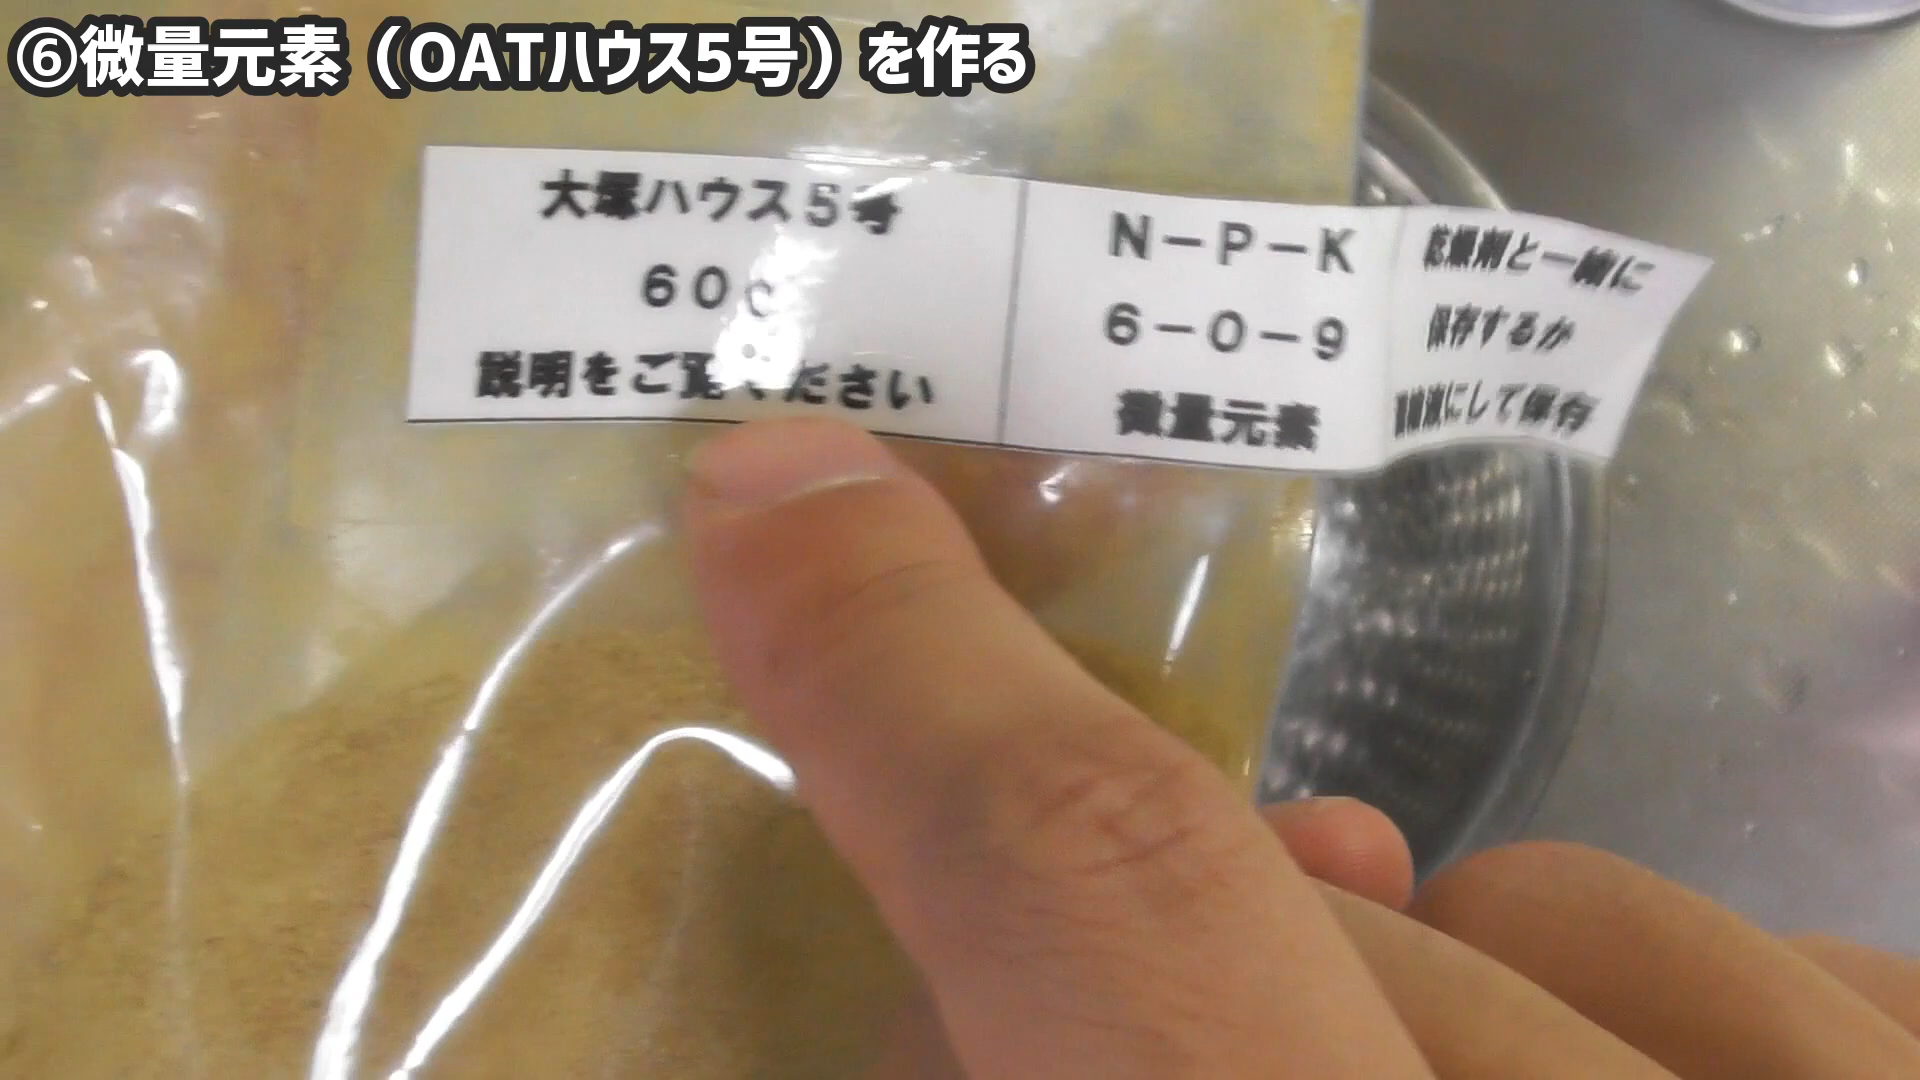 ⑥微量元素（OATハウス5号）を作る
大塚ハウス５号
６０
説明をご覧ください
Ｎ－Ｐ－Ｋ
６－０－９
微量元素
乾燥剤と一緒に
保存するか
にして保存